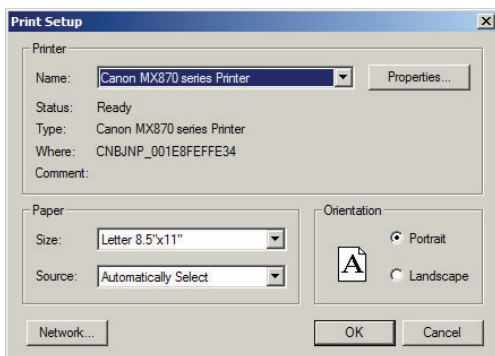 Print Setup
Printer
Name: Canon MX870 series Printer Properties...
Status: Ready
Type: Canon MX870 series Printer
Where: CNBJNP_001E8FEFFE34
Comment:
Paper
Size: Letter 8.5"x11"
Source: Automatically Select
Orientation
A
Portrait
Landscape
Network... OK Cancel